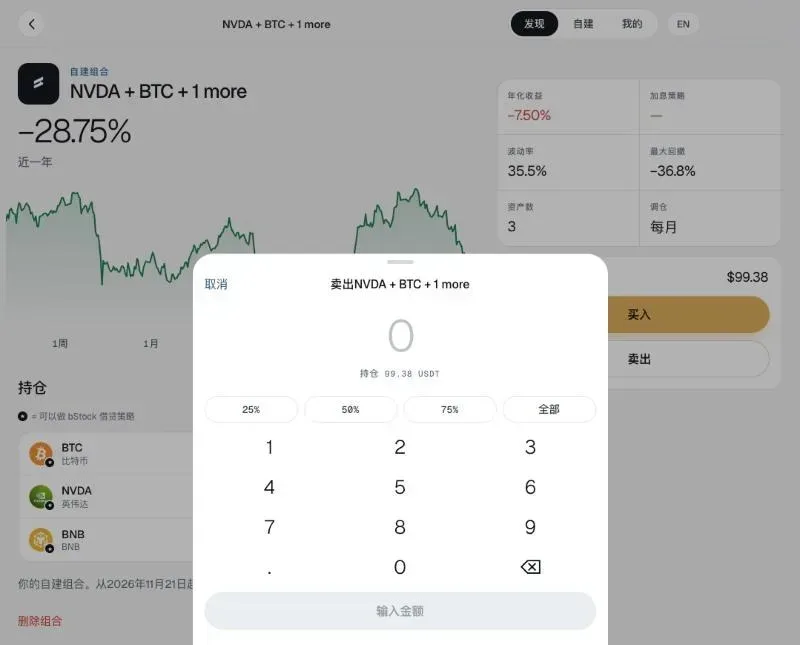 NVDA + BTC + 1 more
发现
自建
我的
EN
自建组合
NVDA + BTC + 1 more
-28.75%
近一年
1周
1月
年化收益
-7.50%
加息策略
—
波动率
35.5%
最大回撤
-36.8%
资产数
3
调仓
每月
$99.38
买入
卖出
持仓
= 可以做 bStock 借贷策略
BTC
比特币
NVDA
英伟达
BNB
BNB
你的自建组合。从2026年11月21日起
删除组合
取消
卖出NVDA + BTC + 1 more
0
持仓 99.38 USDT
25%
50%
75%
全部
1
2
3
4
5
6
7
8
9
.
0
输入金额